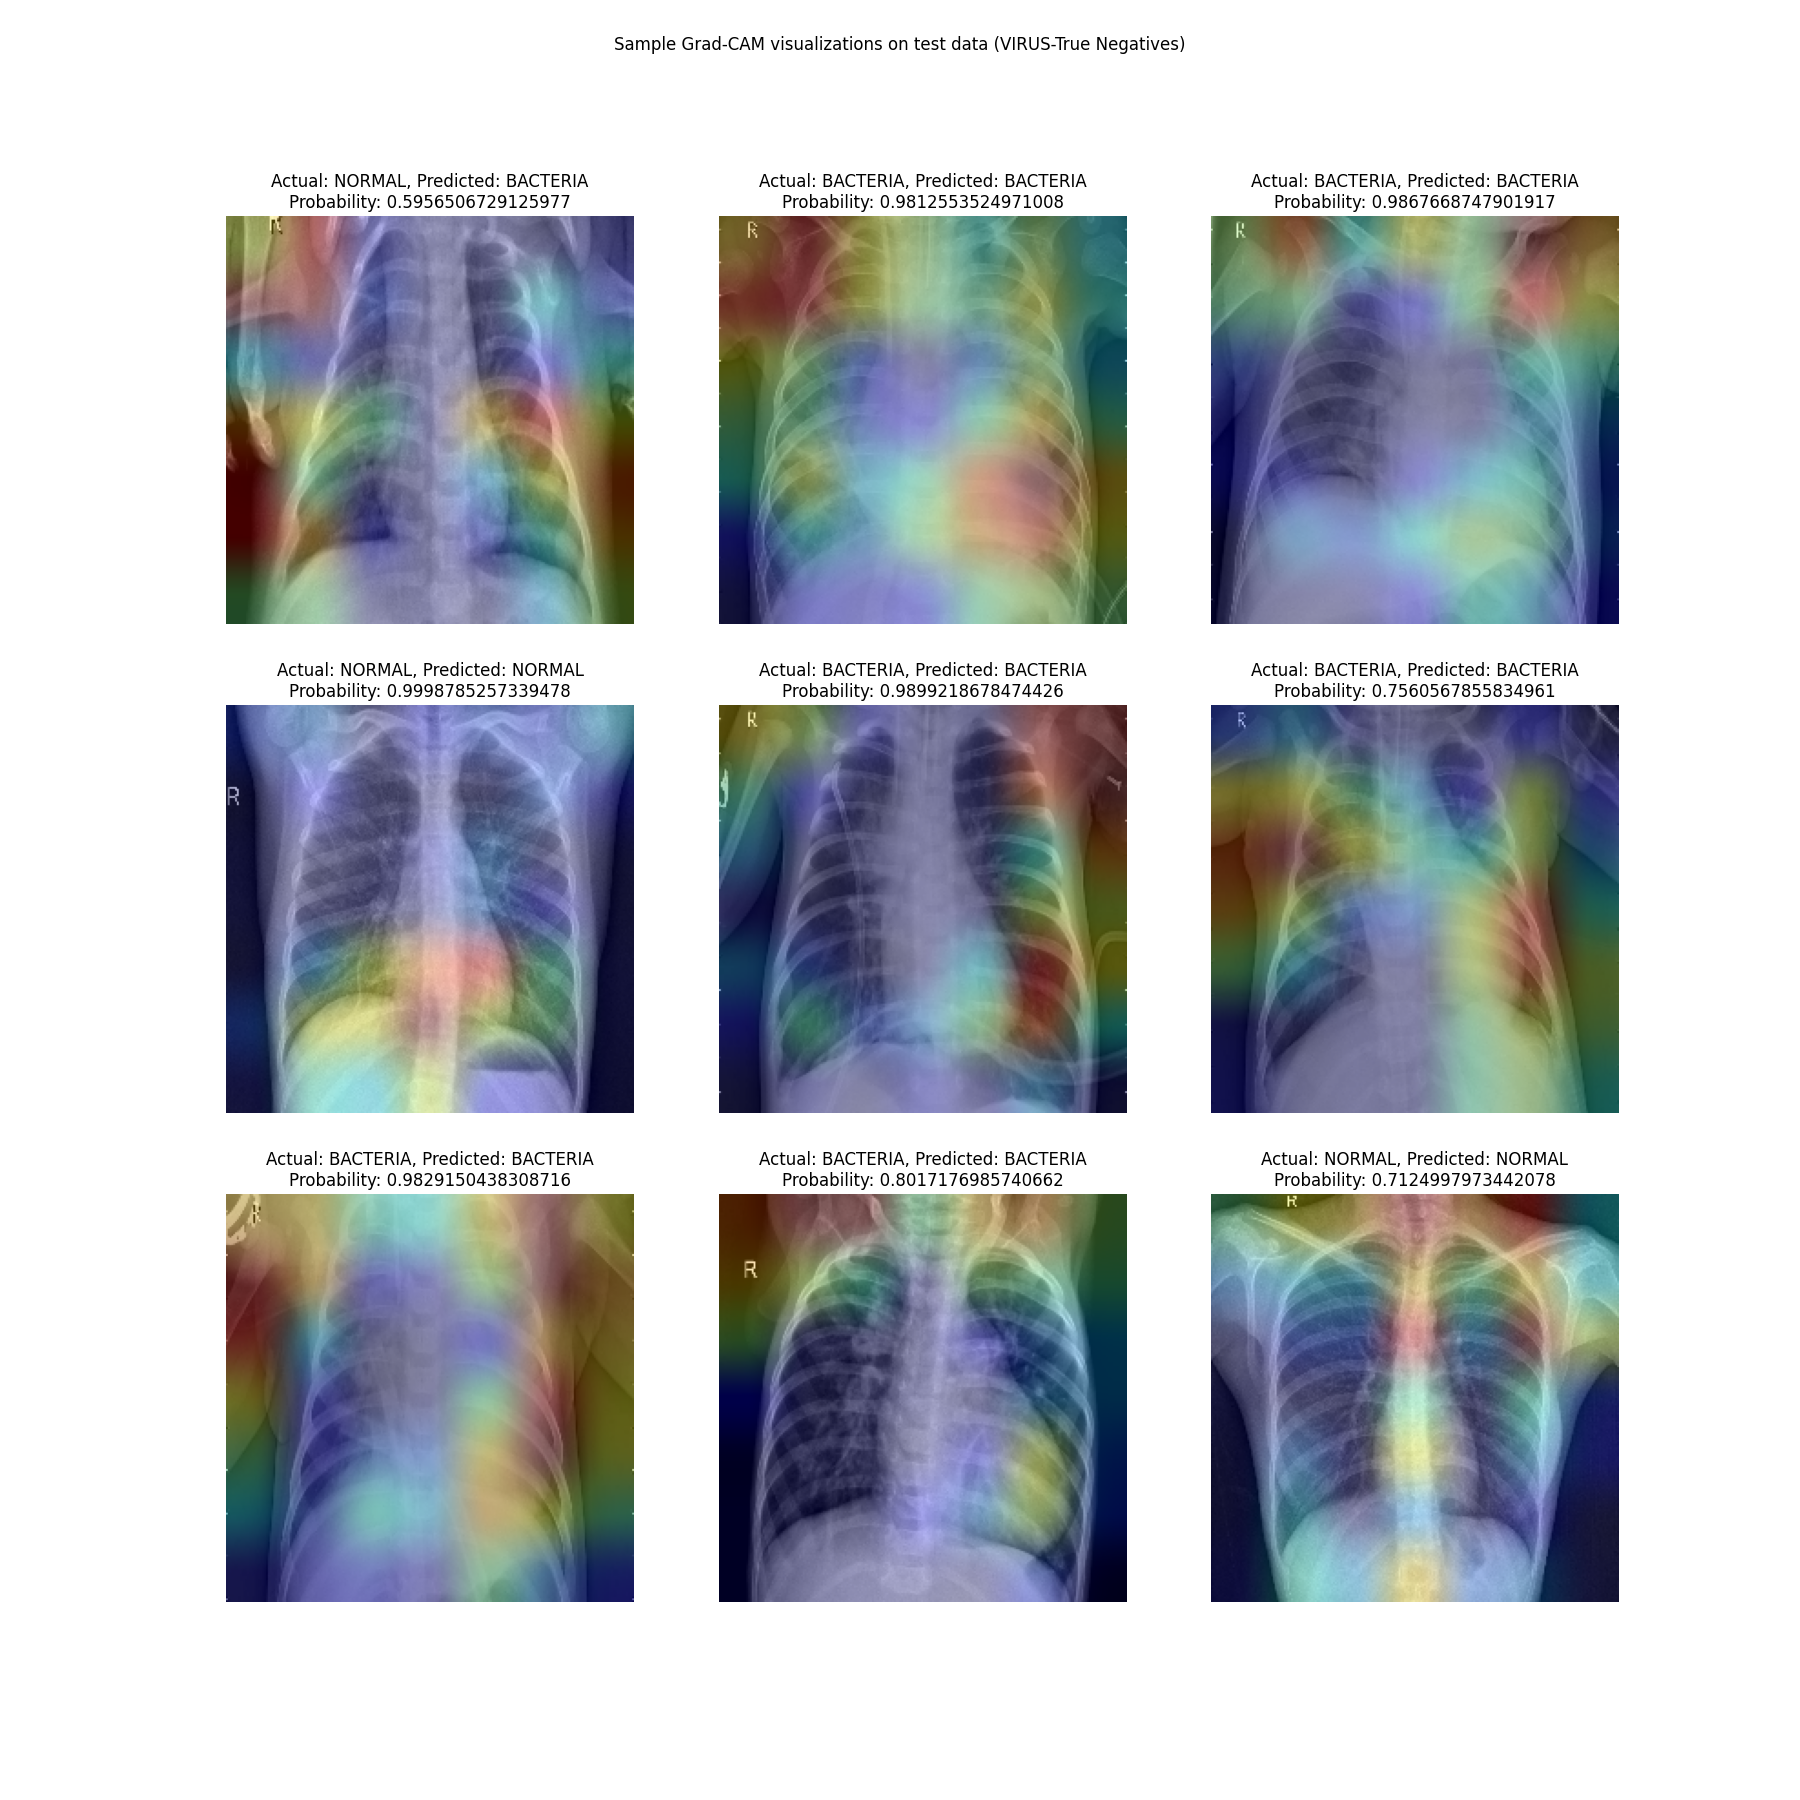 Sample Grad-CAM visualizations on test data (VIRUS-True Negatives)
Actual: NORMAL, Predicted: BACTERIA
Probability: 0.5956506729125977
Actual: BACTERIA, Predicted: BACTERIA
Probability: 0.9812553524971008
Actual: BACTERIA, Predicted: BACTERIA
Probability: 0.9867668747901917
R
R
R
Actual: NORMAL, Predicted: NORMAL
Probability: 0.9998785257339478
Actual: BACTERIA, Predicted: BACTERIA
Probability: 0.9899218678474426
Actual: BACTERIA, Predicted: BACTERIA
Probability: 0.7560567855834961
R
R
R
Actual: BACTERIA, Predicted: BACTERIA
Probability: 0.9829150438308716
Actual: BACTERIA, Predicted: BACTERIA
Probability: 0.8017176985740662
Actual: NORMAL, Predicted: NORMAL
Probability: 0.7124997973442078
R
R
R